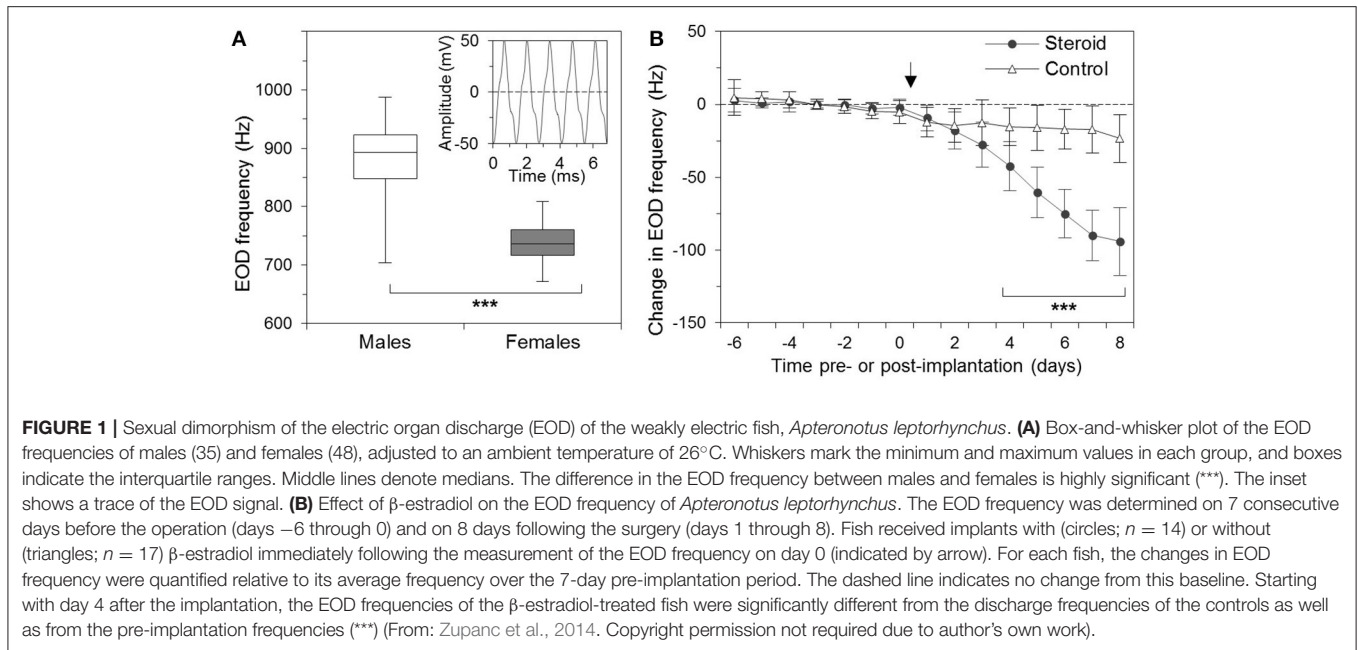 A
EOD frequency (Hz)
1000
900
800
700
600
Males
Females
***
Amplitude (mV)
50
0
-50
0 2 4 6
Time (ms)
B
Change in EOD frequency (Hz)
50
0
-50
-100
-150
Steroid
Control
***
-6 -4 -2 0 2 4 6 8
Time pre- or post-implantation (days)
FIGURE 1 | Sexual dimorphism of the electric organ discharge (EOD) of the weakly electric fish, Apteronotus leptorhynchus. (A) Box-and-whisker plot of the EOD
frequencies of males (35) and females (48), adjusted to an ambient temperature of 26°C. Whiskers mark the minimum and maximum values in each group, and boxes
indicate the interquartile ranges. Middle lines denote medians. The difference in the EOD frequency between males and females is highly significant (***). The inset
shows a trace of the EOD signal. (B) Effect of β-estradiol on the EOD frequency of Apteronotus leptorhynchus. The EOD frequency was determined on 7 consecutive
days before the operation (days −6 through 0) and on 8 days following the surgery (days 1 through 8). Fish received implants with (circles; n = 14) or without
(triangles; n = 17) β-estradiol immediately following the measurement of the EOD frequency on day 0 (indicated by arrow). For each fish, the changes in EOD
frequency were quantified relative to its average frequency over the 7-day pre-implantation period. The dashed line indicates no change from this baseline. Starting
with day 4 after the implantation, the EOD frequencies of the β-estradiol-treated fish were significantly different from the discharge frequencies of the controls as well
as from the pre-implantation frequencies (***) (From: Zupanc et al., 2014. Copyright permission not required due to author's own work).